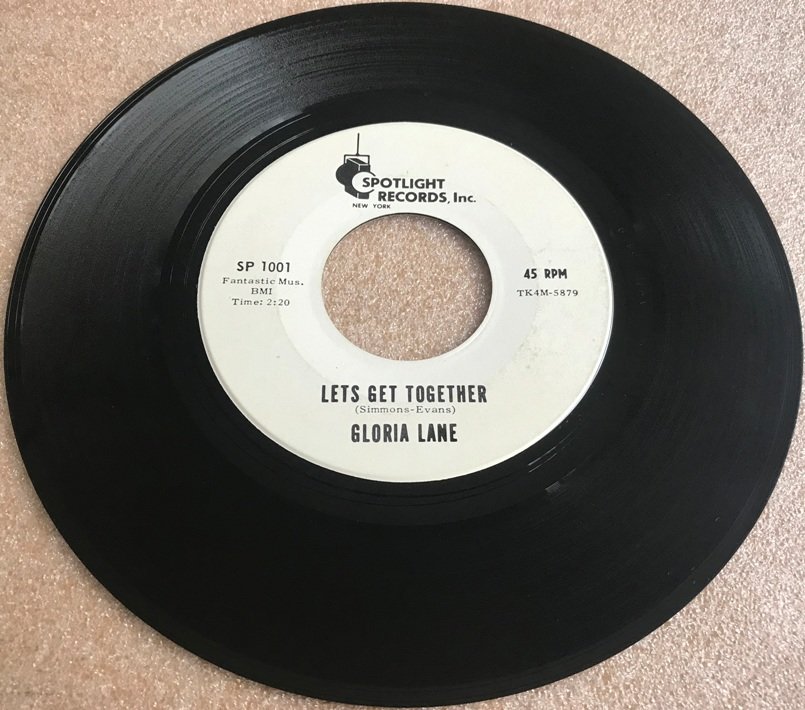 SPOTLIGHT
RECORDS, Inc.
NEW YORK
SP 1001
Fantastic Mus.
BMI
Time: 2:20
45 RPM
TK4M-5879
LETS GET TOGETHER
(Simmons-Evans)
GLORIA LANE